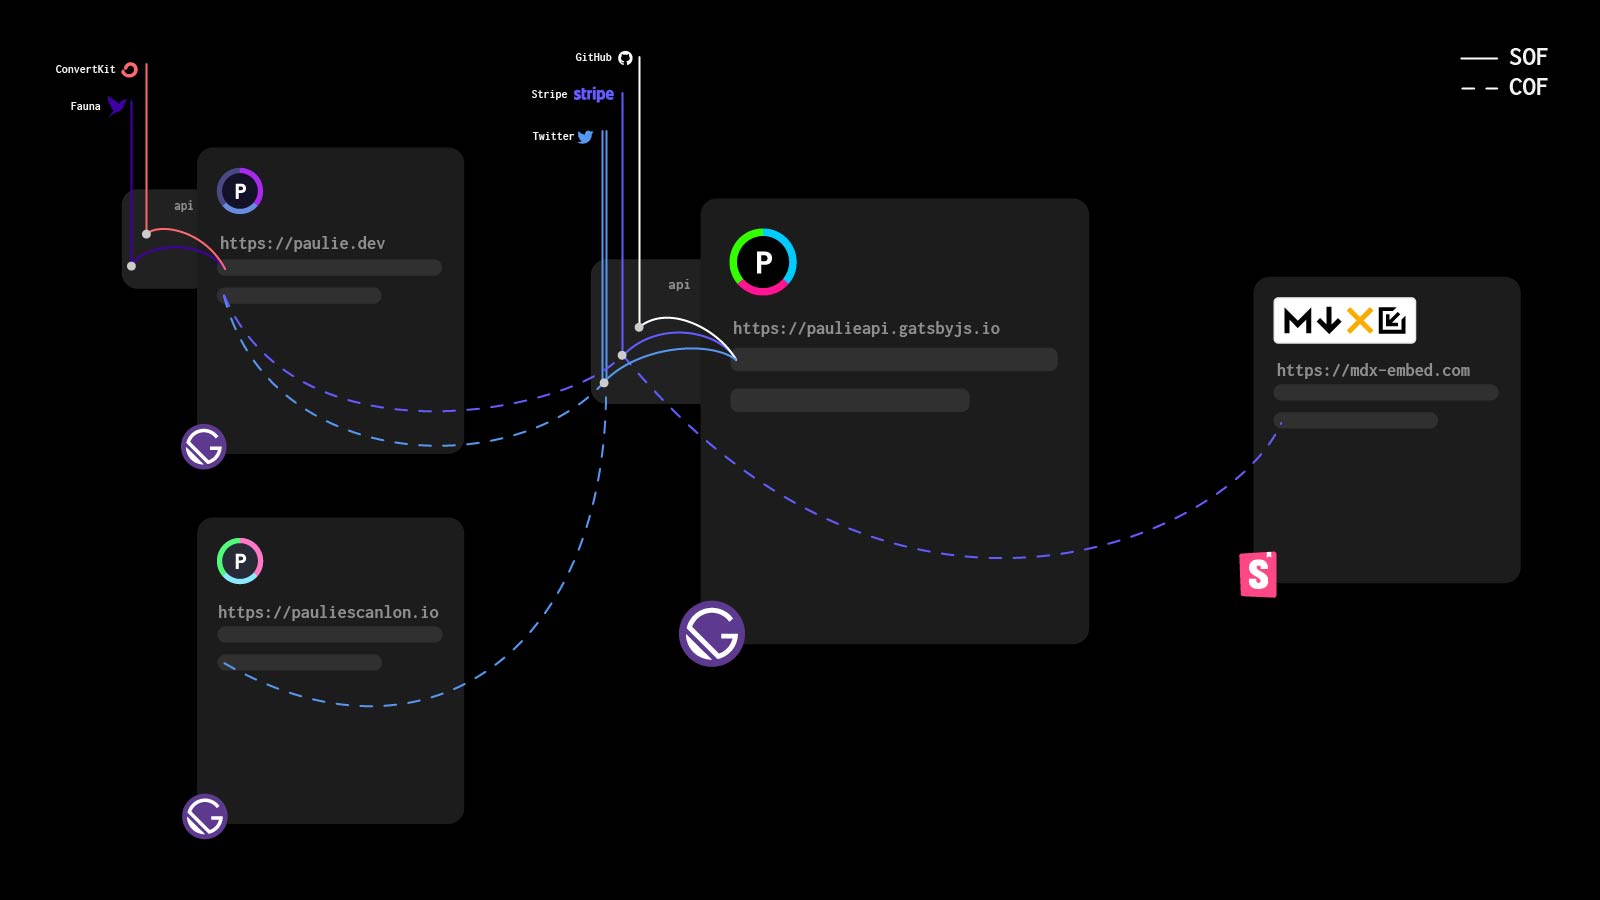 ConvertKit
Fauna
GitHub
Stripe stripe
Twitter
SOF
COF
api
P
https://paulie.dev
api
P
https://paulieapi.gatsbyjs.io
M
https://mdx-embed.com
P
https://pauliescanlon.io
S